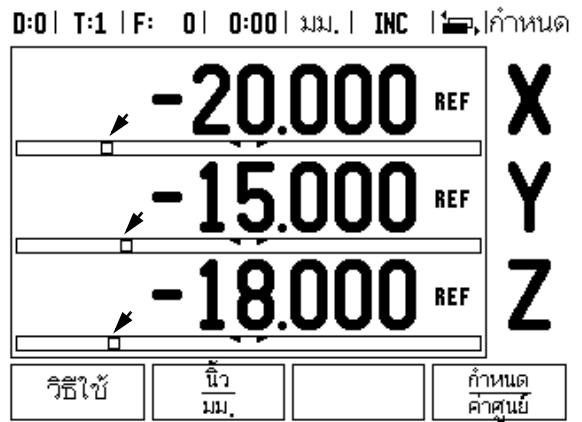 D:0 | T:1 | F: 0 | 0:00 | มม. | INC | กำหนด
-20.000 REF X
-15.000 REF Y
-18.000 REF Z
วิธีใช้
นิ้ว
มม.
กำหนด
ค่าศูนย์